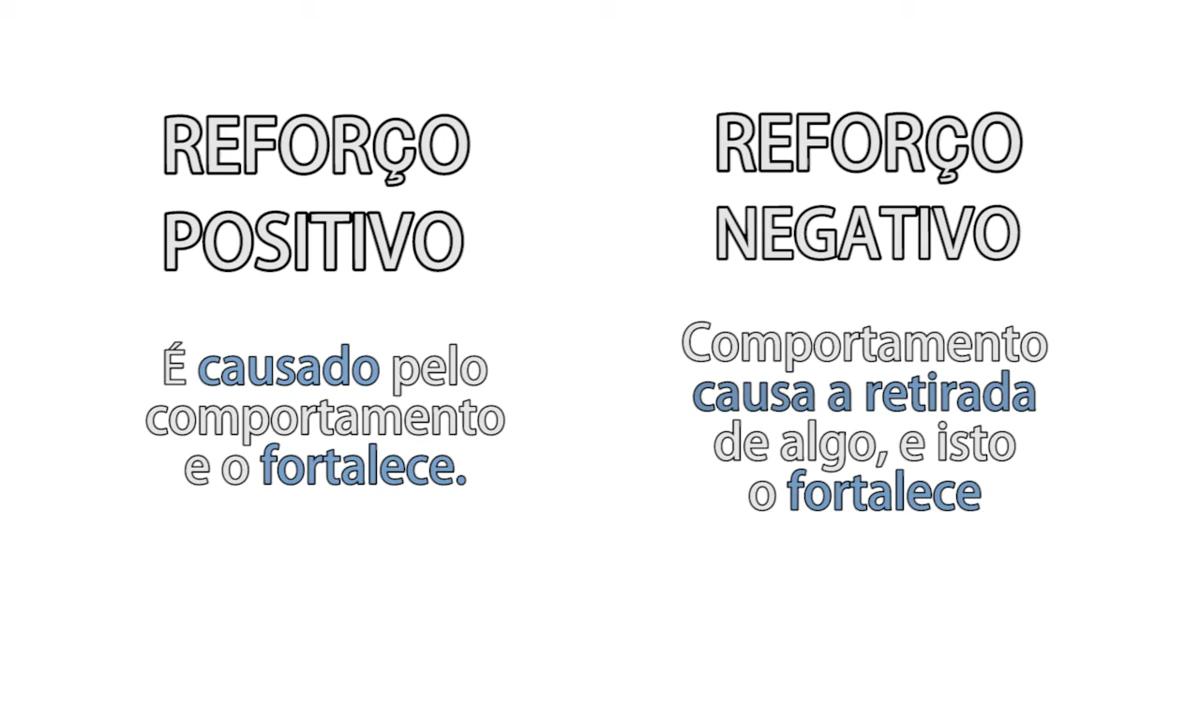 REFORÇO
POSITIVO
É causado pelo
comportamento
e o fortalece.
REFORÇO
NEGATIVO
Comportamento
causa a retirada
de algo, e isto
o fortalece